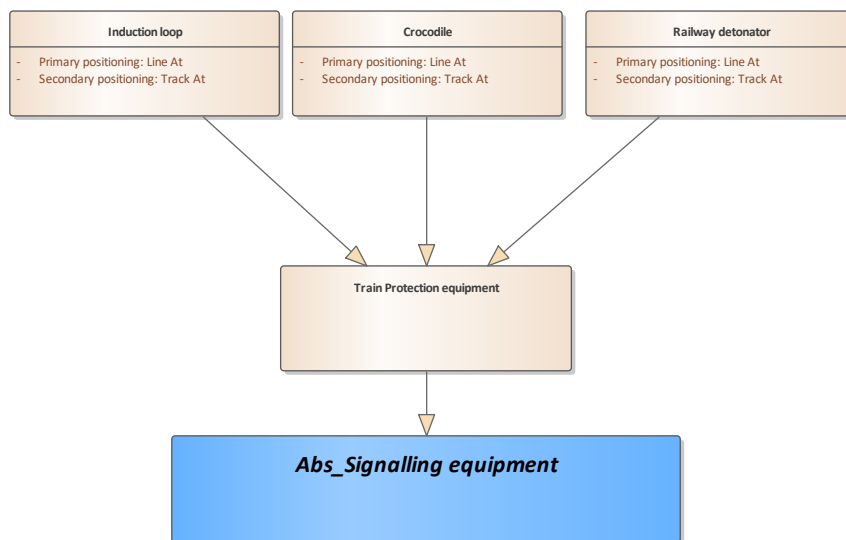 Induction loop
- Primary positioning: Line At
- Secondary positioning: Track At
Crocodile
- Primary positioning: Line At
- Secondary positioning: Track At
Railway detonator
- Primary positioning: Line At
- Secondary positioning: Track At
Train Protection equipment
Abs_Signalling equipment